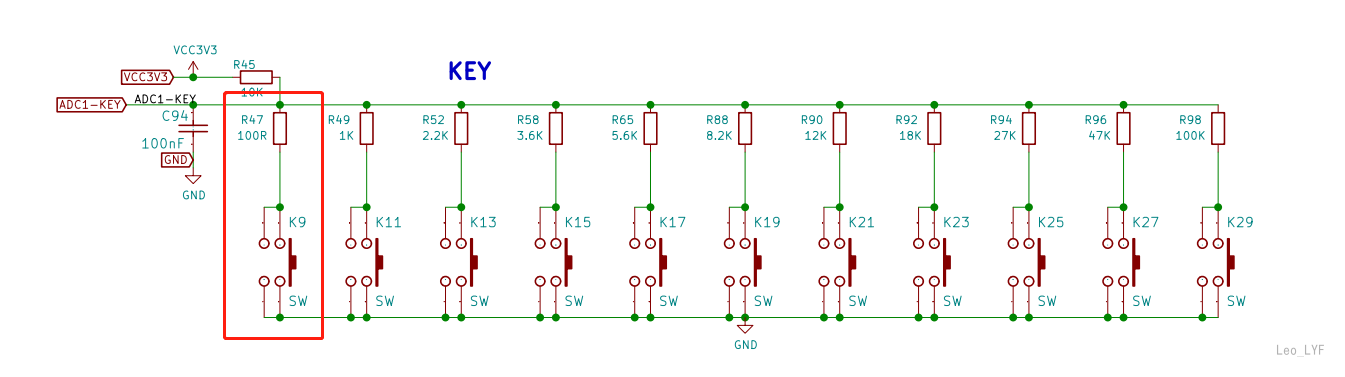 VCC3V3
KEY
R45
VCC3V3
10K
ADC1-KEY
ADC1-KEY
C94
100nF
GND
GND
R47 R49 R52 R58 R65 R88 R90 R92 R94 R96 R98
100R 1K 2.2K 3.6K 5.6K 8.2K 12K 18K 27K 47K 100K
K9 K11 K13 K15 K17 K19 K21 K23 K25 K27 K29
SW SW SW SW SW SW SW SW SW SW SW
GND
Leo_LYF